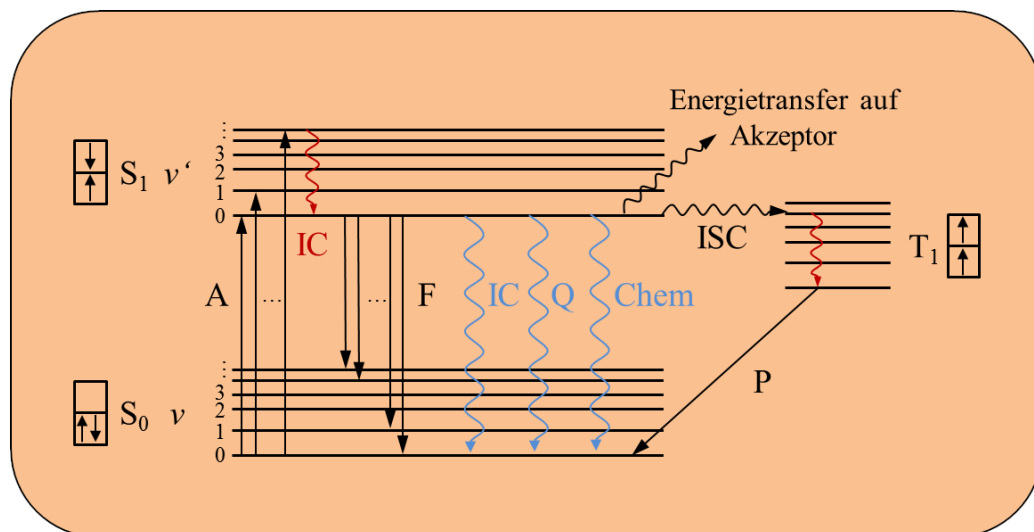 Energietransfer auf
Akzeptor
S₁ v‘
⋮
3
2
1
0
IC
ISC
T₁
A
...
...
F
IC
Q
Chem
P
S₀ v
⋮
3
2
1
0